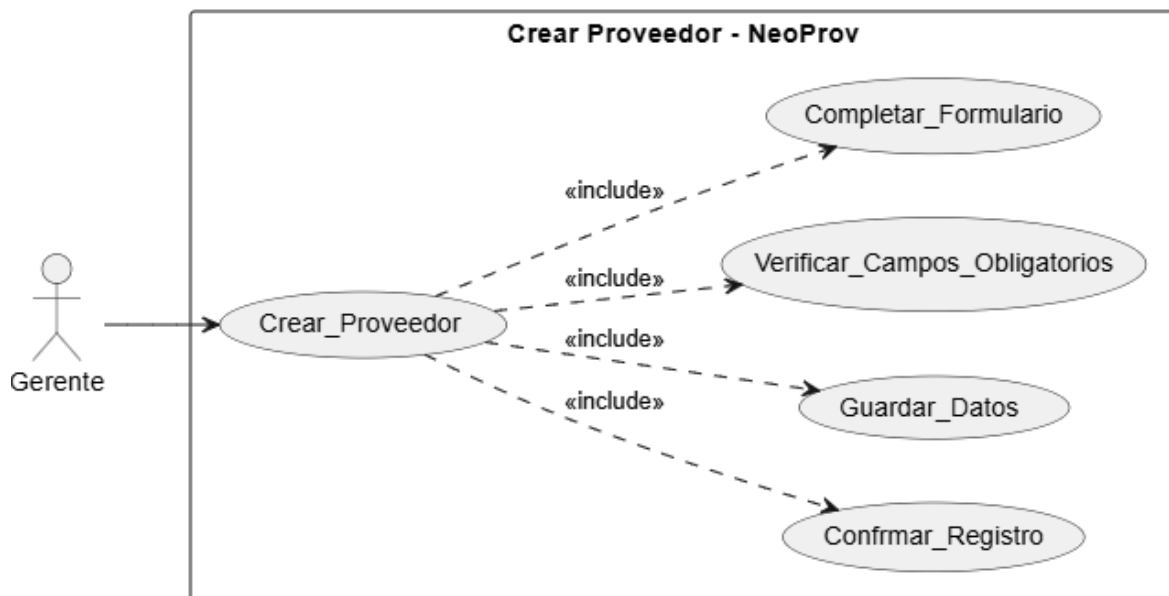 Crear Proveedor - NeoProv
Completar_Formulario
«include»
Verificar_Campos_Obligatorios
«include»
Crear_Proveedor
«include»
Gerente
Guardar_Datos
«include»
Confrmar_Registro